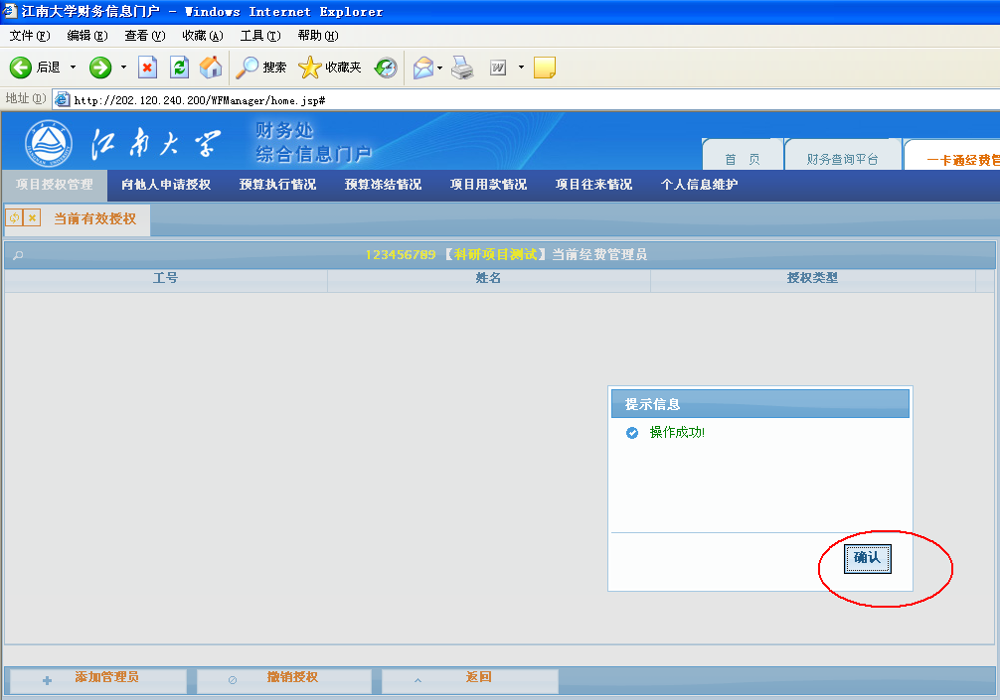 江南大学财务信息门户 - Windows Internet Explorer
文件(F) 编辑(E) 查看(V) 收藏(A) 工具(T) 帮助(H)
后退 搜索 收藏夹
地址(D) http://202.120.240.200/WFManager/home.jsp#
江南大学 财务处
综合信息门户
首 页 财务查询平台 一卡通经费管
项目授权管理 向他人申请授权 预算执行情况 预算冻结情况 项目用款情况 项目往来情况 个人信息维护
当前有效授权
123456789 【科研项目测试】当前经费管理员
工号 姓名 授权类型
提示信息
操作成功!
确认
添加管理员 撤销授权 返回